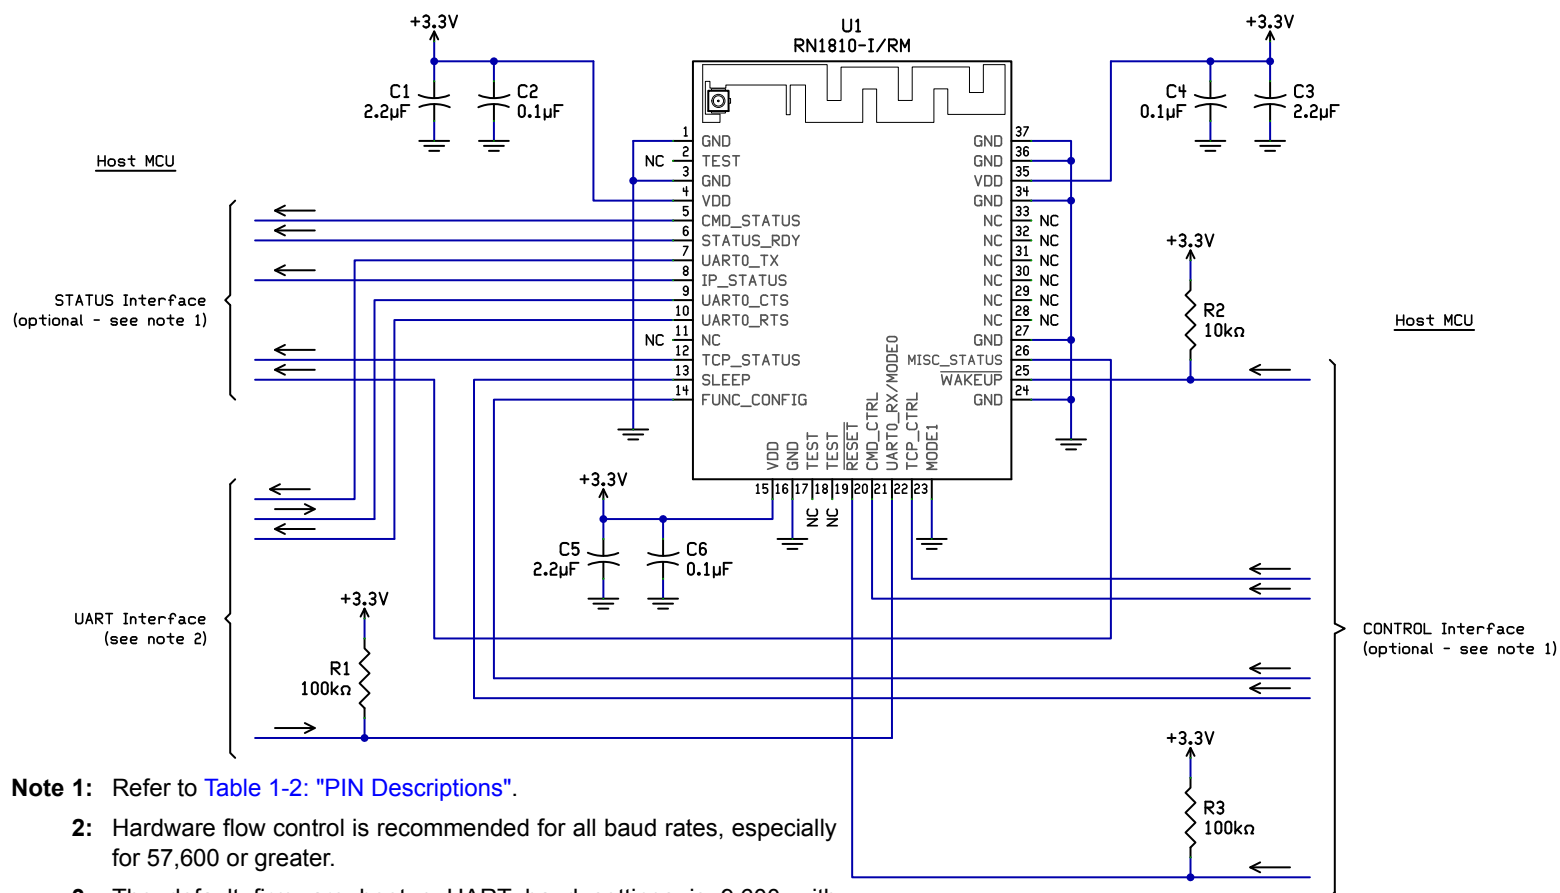 +3.3V
U1
RN1810-I/RM
+3.3V
C1
2.2µF
C2
0.1µF
C4
0.1µF
C3
2.2µF
Host MCU
1 GND
NC 2 TEST
3 GND
4 VDD
5 CMD_STATUS
6 STATUS_RDY
7 UART0_TX
8 IP_STATUS
9 UART0_CTS
10 UART0_RTS
NC 11 NC
12 TCP_STATUS
13 SLEEP
14 FUNC_CONFIG
GND 37
GND 36
VDD 35
GND 34
NC 33 NC
NC 32 NC
NC 31 NC
NC 30 NC
NC 29 NC
NC 28 NC
GND 27
MISC_STATUS 26
WAKEUP 25
GND 24
STATUS Interface
(optional - see note 1)
+3.3V
R2
10kΩ
Host MCU
VDD
GND
TEST
TEST
RESET
CMD_CTRL
UART0_RX/MODE0
TCP_CTRL
MODE1
15 16 17 18 19 20 21 22 23
NC
NC
+3.3V
C5
2.2µF
C6
0.1µF
UART Interface
(see note 2)
+3.3V
R1
100kΩ
CONTROL Interface
(optional - see note 1)
+3.3V
R3
100kΩ
Note 1: Refer to Table 1-2: "PIN Descriptions".
2: Hardware flow control is recommended for all baud rates, especially
for 57,600 or greater.